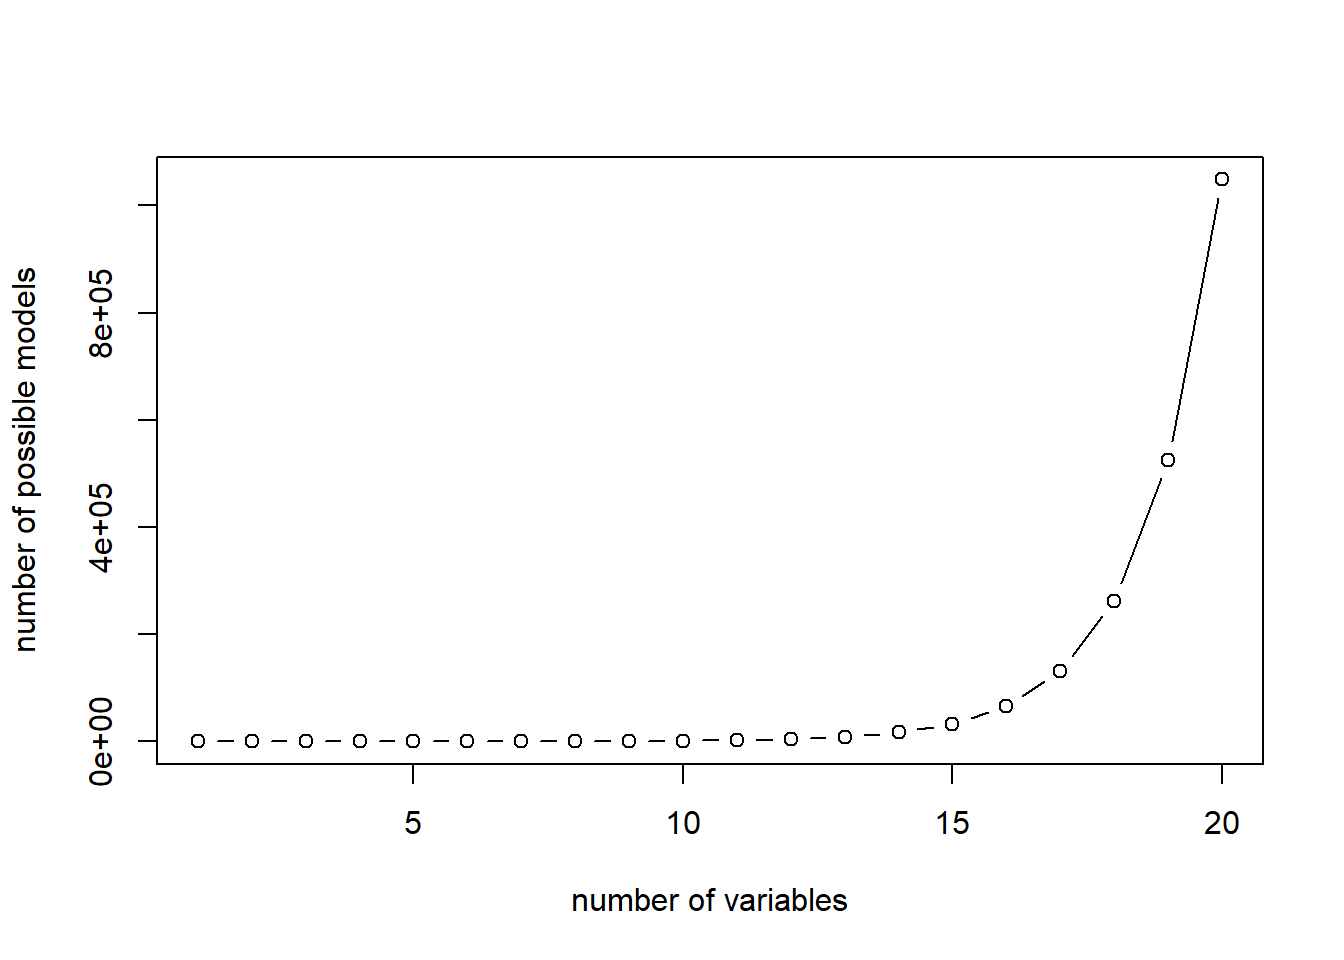 number of possible models
8e+05
4e+05
0e+00
5 10 15 20
number of variables